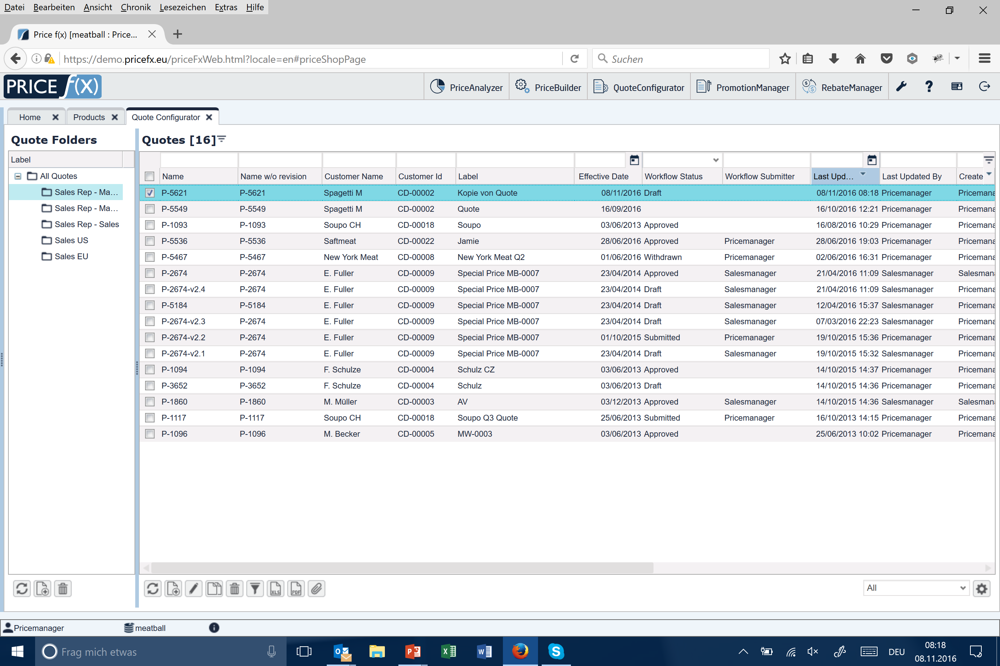 Datei Bearbeiten Ansicht Chronik Lesezeichen Extras Hilfe
Price f(x) [meatball : Price...
https://demo.pricefx.eu/priceFxWeb.html?locale=en#priceShopPage Suchen
PRICE f(X) PriceAnalyzer PriceBuilder QuoteConfigurator PromotionManager RebateManager
Home Products Quote Configurator
Quote Folders
Label
All Quotes
Sales Rep - Ma...
Sales Rep - Ma...
Sales Rep - Sales
Sales US
Sales EU
Quotes [16]
Name Name w/o revision Customer Name Customer Id Label Effective Date Workflow Status Workflow Submitter Last Upd... Last Updated By Create
P-5621 P-5621 Spagetti M CD-00002 Kopie von Quote 08/11/2016 Draft 08/11/2016 08:18 Pricemanager Pricemana
P-5549 P-5549 Spagetti M CD-00002 Quote 16/09/2016 16/10/2016 12:21 Pricemanager Pricemana
P-1093 P-1093 Soupo CH CD-00018 Soupo 03/06/2013 Approved 16/08/2016 10:29 Pricemanager Pricemana
P-5536 P-5536 Saftmeat CD-00022 Jamie 28/06/2016 Approved Pricemanager 28/06/2016 19:03 Pricemanager Pricemana
P-5467 P-5467 New York Meat CD-00008 New York Meat Q2 01/06/2016 Withdrawn Pricemanager 02/06/2016 16:31 Pricemanager Pricemana
P-2674 P-2674 E. Fuller CD-00009 Special Price MB-0007 23/04/2014 Approved Salesmanager 21/04/2016 11:09 Salesmanager Salesmana
P-2674-v2.4 P-2674 E. Fuller CD-00009 Special Price MB-0007 23/04/2014 Draft Salesmanager 21/04/2016 11:09 Salesmanager Pricemana
P-5184 P-5184 E. Fuller CD-00009 Special Price MB-0007 23/04/2014 Draft Salesmanager 12/04/2016 15:37 Salesmanager Pricemana
P-2674-v2.3 P-2674 E. Fuller CD-00009 Special Price MB-0007 23/04/2014 Draft Salesmanager 07/03/2016 22:23 Salesmanager Pricemana
P-2674-v2.2 P-2674 E. Fuller CD-00009 Special Price MB-0007 01/10/2015 Submitted Pricemanager 19/10/2015 15:36 Pricemanager Pricemana
P-2674-v2.1 P-2674 E. Fuller CD-00009 Special Price MB-0007 23/04/2014 Draft Salesmanager 19/10/2015 15:32 Salesmanager Pricemana
P-1094 P-1094 F. Schulze CD-00004 Schulz CZ 03/06/2013 Approved 14/10/2015 14:37 Pricemanager Pricemana
P-3652 P-3652 F. Schulze CD-00004 Schulz 03/06/2013 Draft 14/10/2015 14:36 Pricemanager Pricemana
P-1860 P-1860 M. Müller CD-00003 AV 03/12/2013 Approved Salesmanager 14/10/2015 14:36 Salesmanager Salesmana
P-1117 P-1117 Soupo CH CD-00018 Soupo Q3 Quote 25/06/2013 Submitted Pricemanager 16/10/2013 14:15 Pricemanager Pricemana
P-1096 P-1096 M. Becker CD-00005 MW-0003 03/06/2013 Approved 25/06/2013 10:02 Pricemanager Pricemana
XLS PDF All
Pricemanager meatball
Frag mich etwas DEU 08:18
08.11.2016